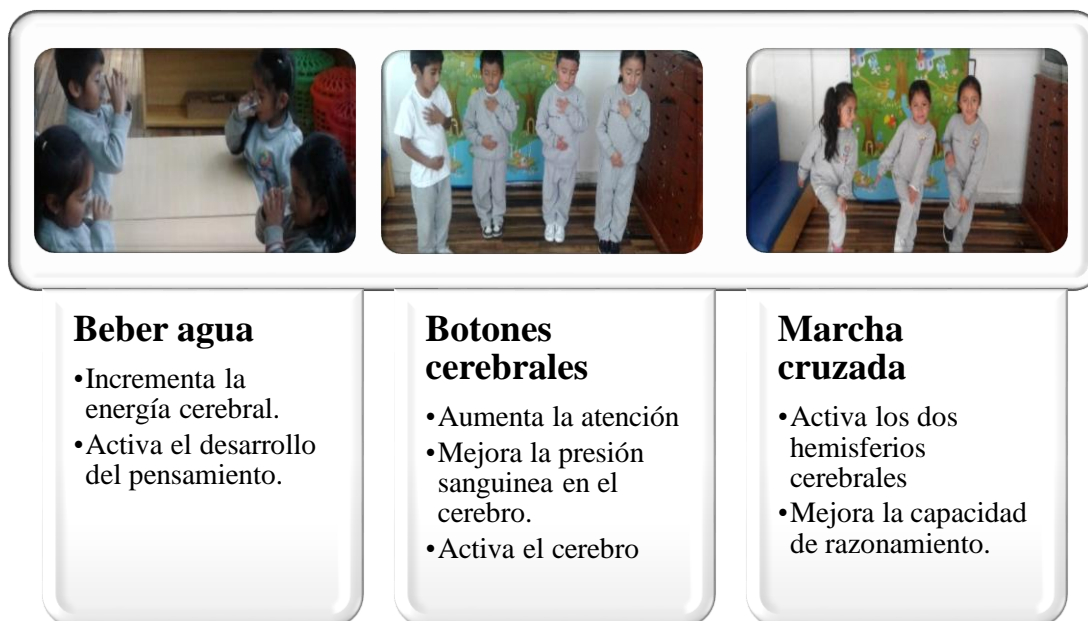 Beber agua
•Incrementa la
energía cerebral.
•Activa el desarrollo
del pensamiento.
Botones
cerebrales
•Aumenta la atención
•Mejora la presión
sanguinea en el
cerebro.
•Activa el cerebro
Marcha
cruzada
•Activa los dos
hemisferios
cerebrales
•Mejora la capacidad
de razonamiento.